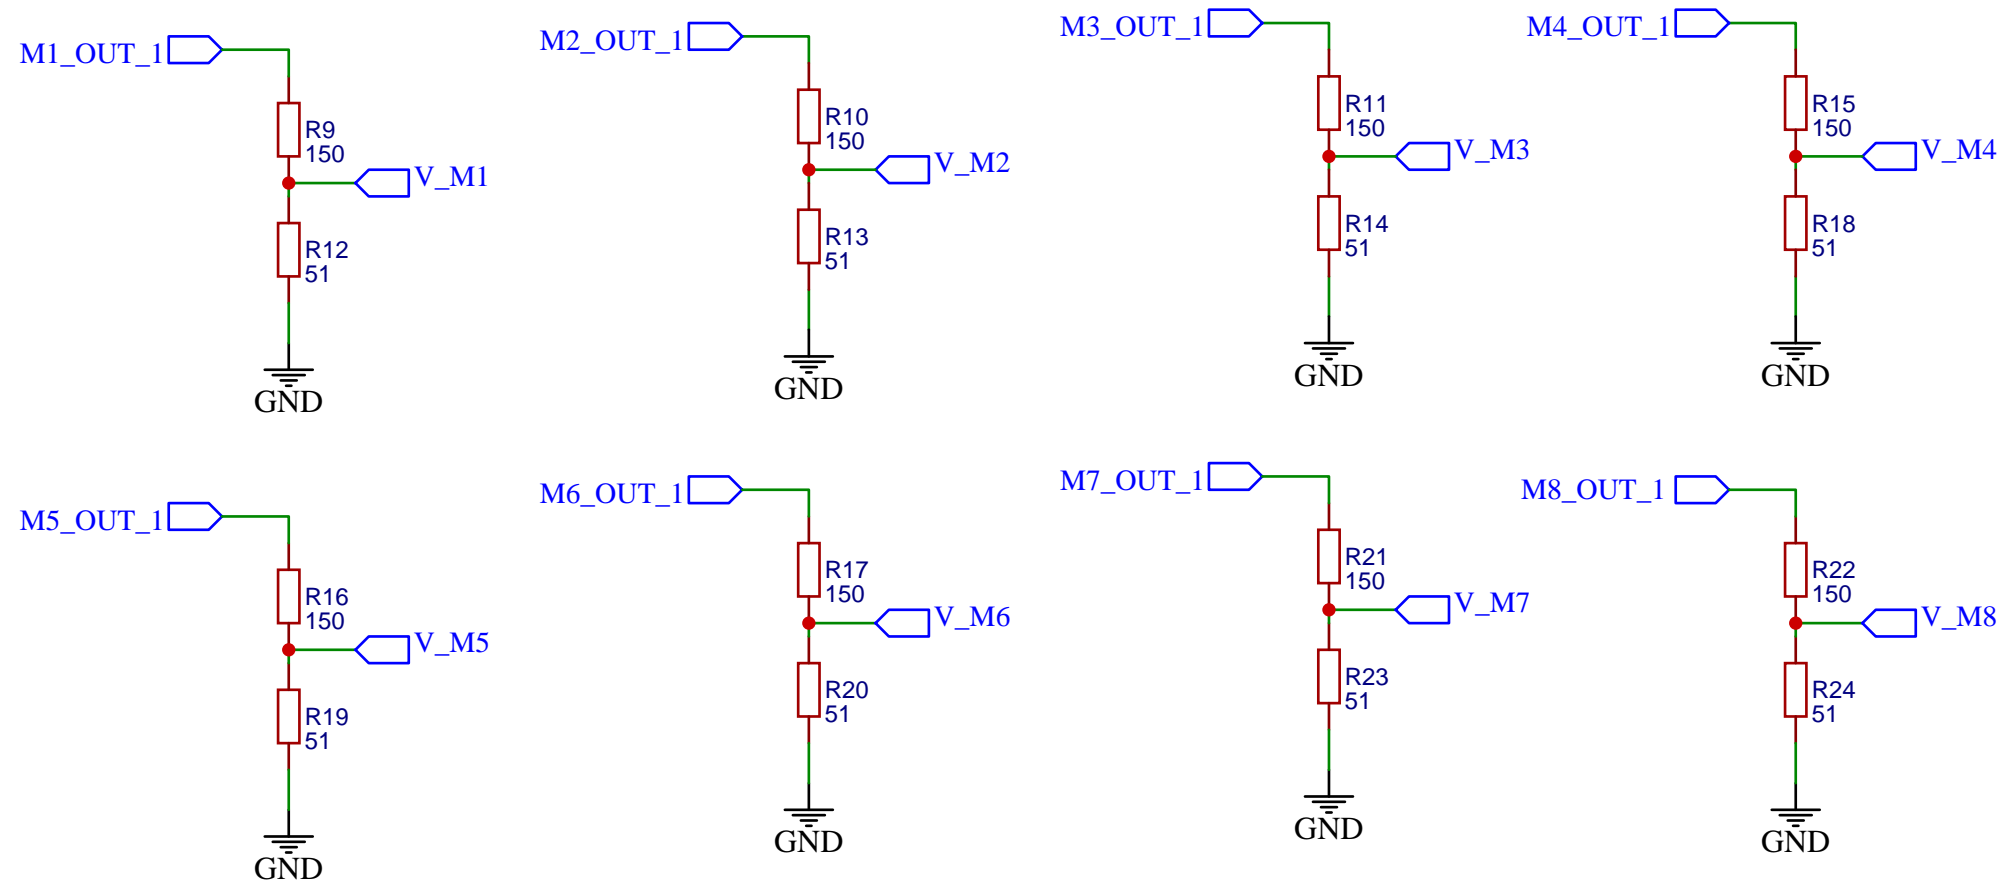 M1_OUT_1
R9
150
V_M1
R12
51
GND
M2_OUT_1
R10
150
V_M2
R13
51
GND
M3_OUT_1
R11
150
V_M3
R14
51
GND
M4_OUT_1
R15
150
V_M4
R18
51
GND
M5_OUT_1
R16
150
V_M5
R19
51
GND
M6_OUT_1
R17
150
V_M6
R20
51
GND
M7_OUT_1
R21
150
V_M7
R23
51
GND
M8_OUT_1
R22
150
V_M8
R24
51
GND